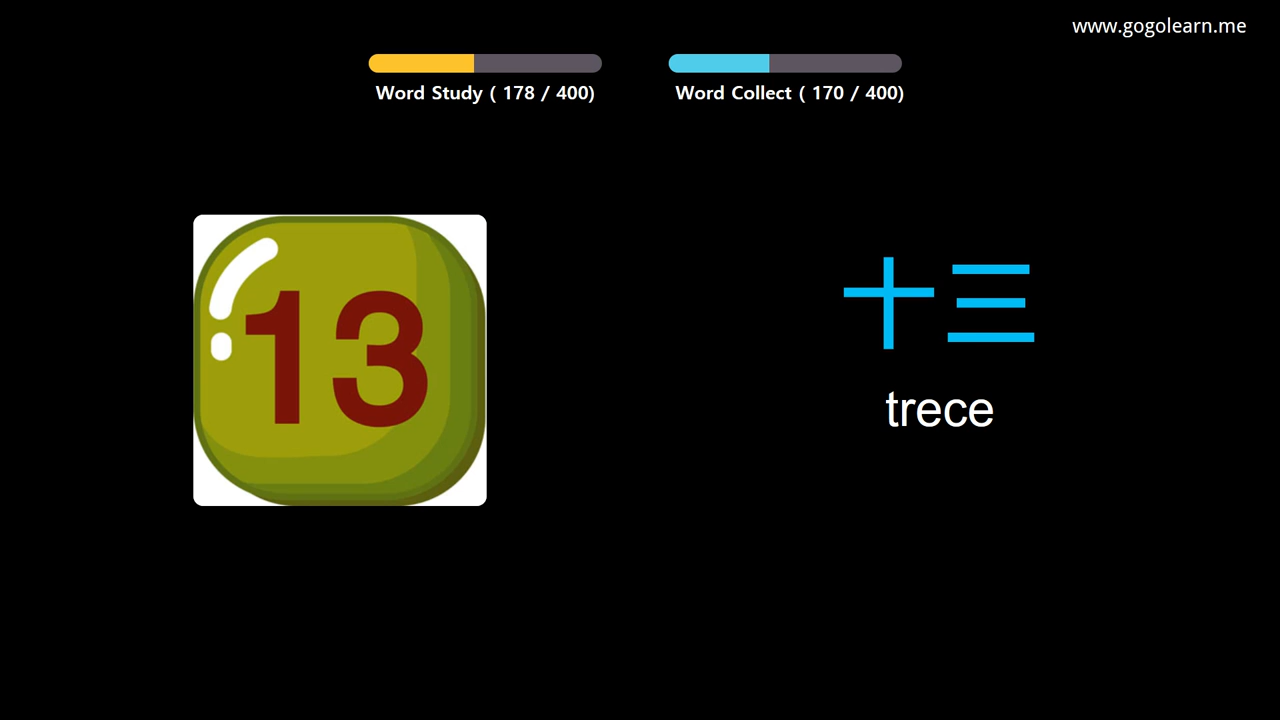 www.gogolearn.me
Word Study ( 178 / 400)
Word Collect ( 170 / 400)
13
十三
trece